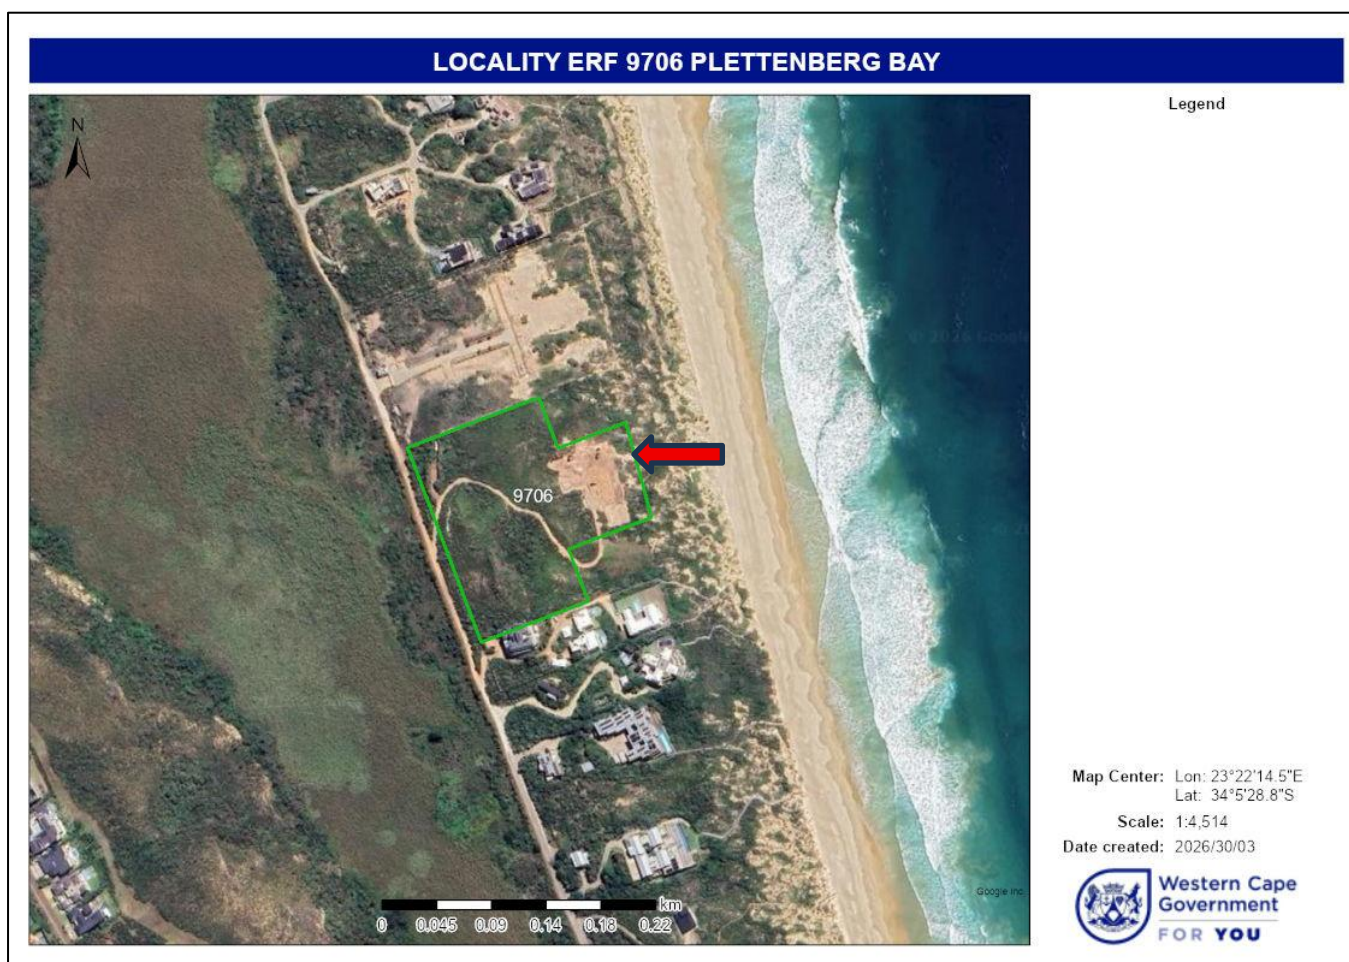 LOCALITY ERF 9706 PLETTENBERG BAY
Legend
N
9706
Map Center: Lon: 23°22'14.5"E
Lat: 34°5'28.8"S
Scale: 1:4,514
Date created: 2026/30/03
Google Inc
km
0 0.045 0.09 0.14 0.18 0.22
Western Cape
Government
FOR YOU